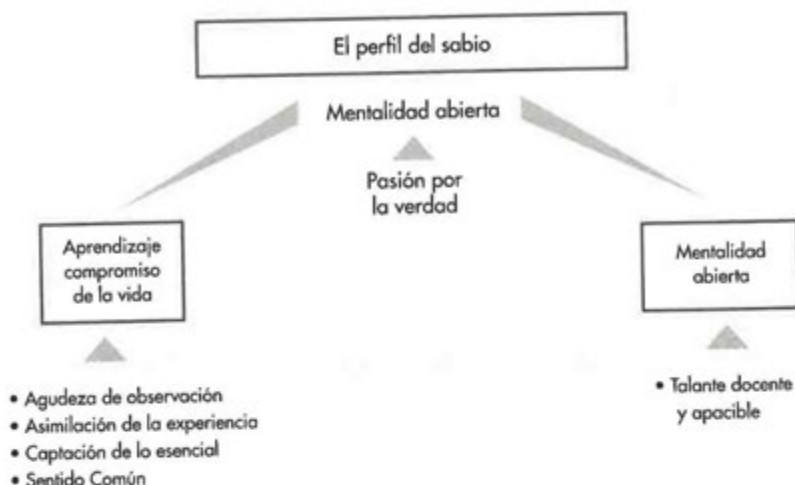 El perfil del sabio
Mentalidad abierta
Pasión por
la verdad
Aprendizaje
compromiso
de la vida
Mentalidad
abierta
• Agudeza de observación
• Asimilación de la experiencia
• Captación de lo esencial
• Sentido Común
• Talante docente
y apacible